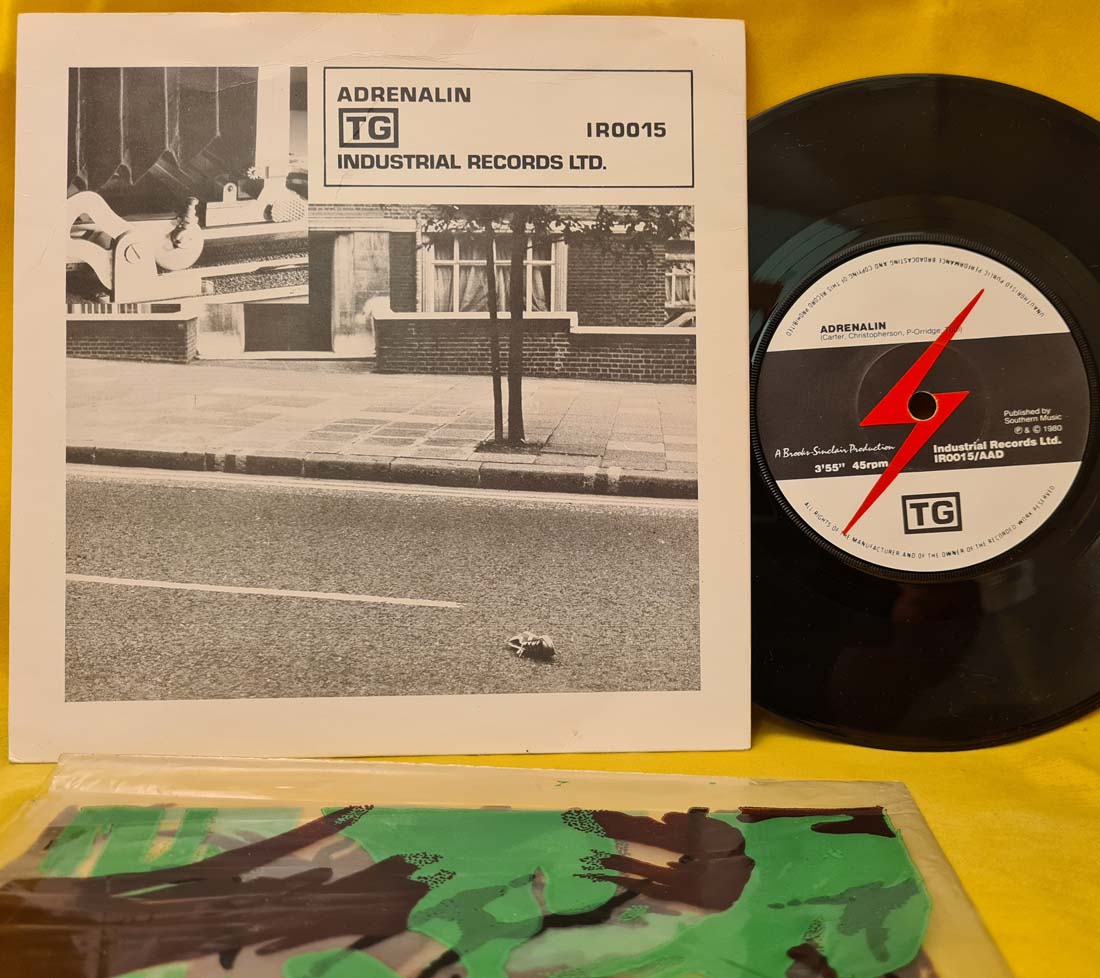 ADRENALIN
TG
IR0015
INDUSTRIAL RECORDS LTD.
UNAUTHORISED PUBLIC PERFORMANCE BROADCASTING AND COPYING OF THIS RECORD PROHIBITED
ADRENALIN
(Carter, Christopherson, P-Orridge,
Published by
Southern Music
℗ & © 1980
A Brooks-Sinclair Production
Industrial Records Ltd.
3'55" 45rpm
IR0015/AAD
TG
ALL RIGHTS OF THE MANUFACTURER AND OF THE OWNER OF THE RECORDED WORK RESERVED